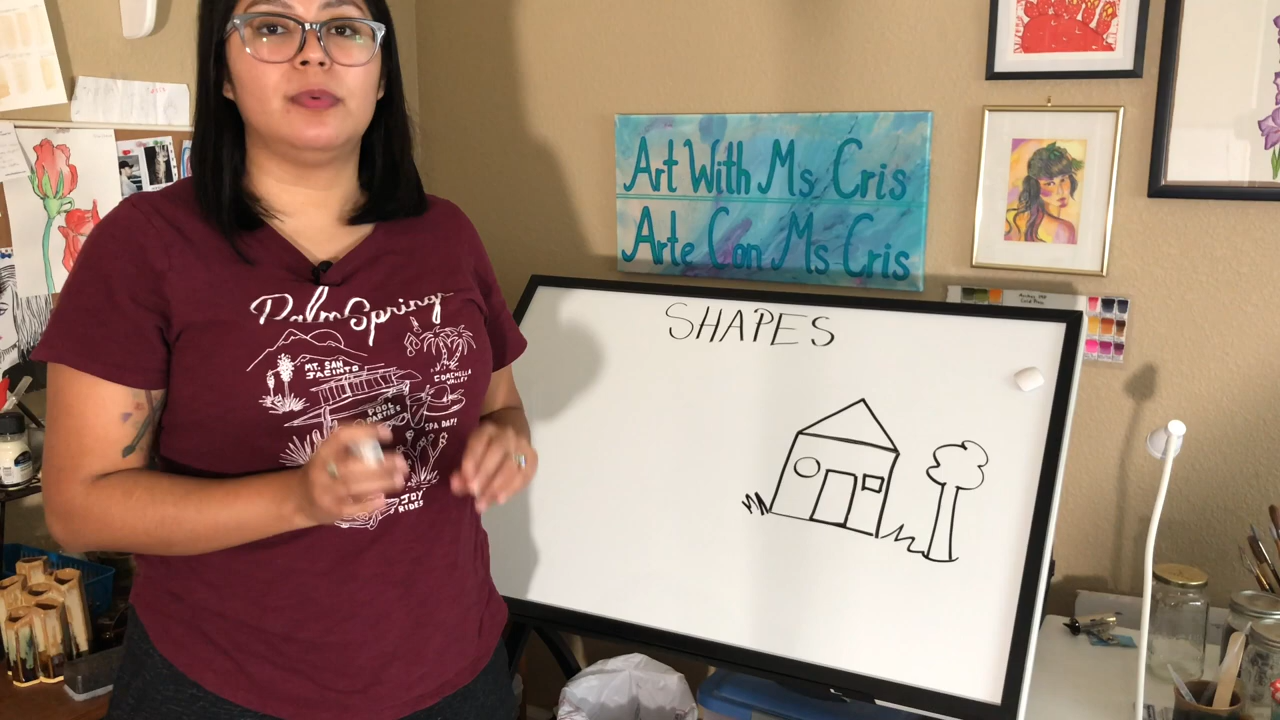 Art With Ms Cris
Arte Con Ms Cris
SHAPES
Palm Springs
MT. SAN
JACINTO
COACHELLA
VALLEY
POOL
PARTIES
SPA DAY!
JOY
RIDES